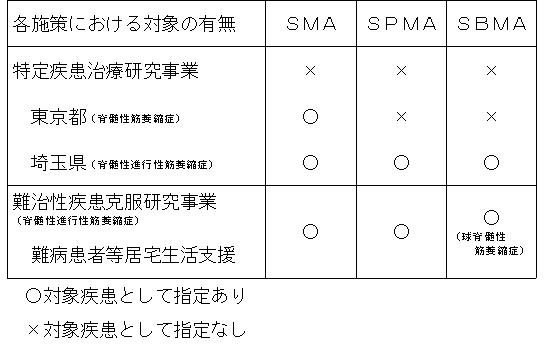 各施策における対象の有無 ＳＭＡ ＳＰＭＡ ＳＢＭＡ
特定疾患治療研究事業 × × ×
東京都（脊髄性筋萎縮症） ○ × ×
埼玉県（脊髄性進行性筋萎縮症） ○ ○ ○
難治性疾患克服研究事業
（脊髄性進行性筋萎縮症）
難病患者等居宅生活支援 ○ ○ ○
（球脊髄性
筋萎縮症）
○対象疾患として指定あり
×対象疾患として指定なし